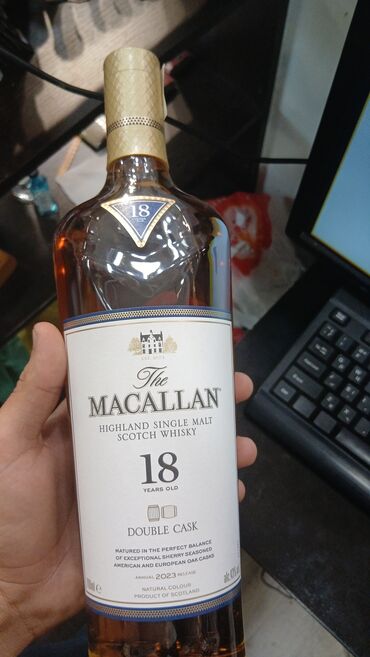 18
The
MACALLAN
HIGHLAND SINGLE MALT
SCOTCH WHISKY
18
YEARS OLD
DOUBLE CASK
MATURED IN THE PERFECT BALANCE
OF EXCEPTIONAL SHERRY SEASONED
AMERICAN AND EUROPEAN OAK CASKS
ANNUAL 2023 RELEASE
NATURAL COLOUR
PRODUCT OF SCOTLAND